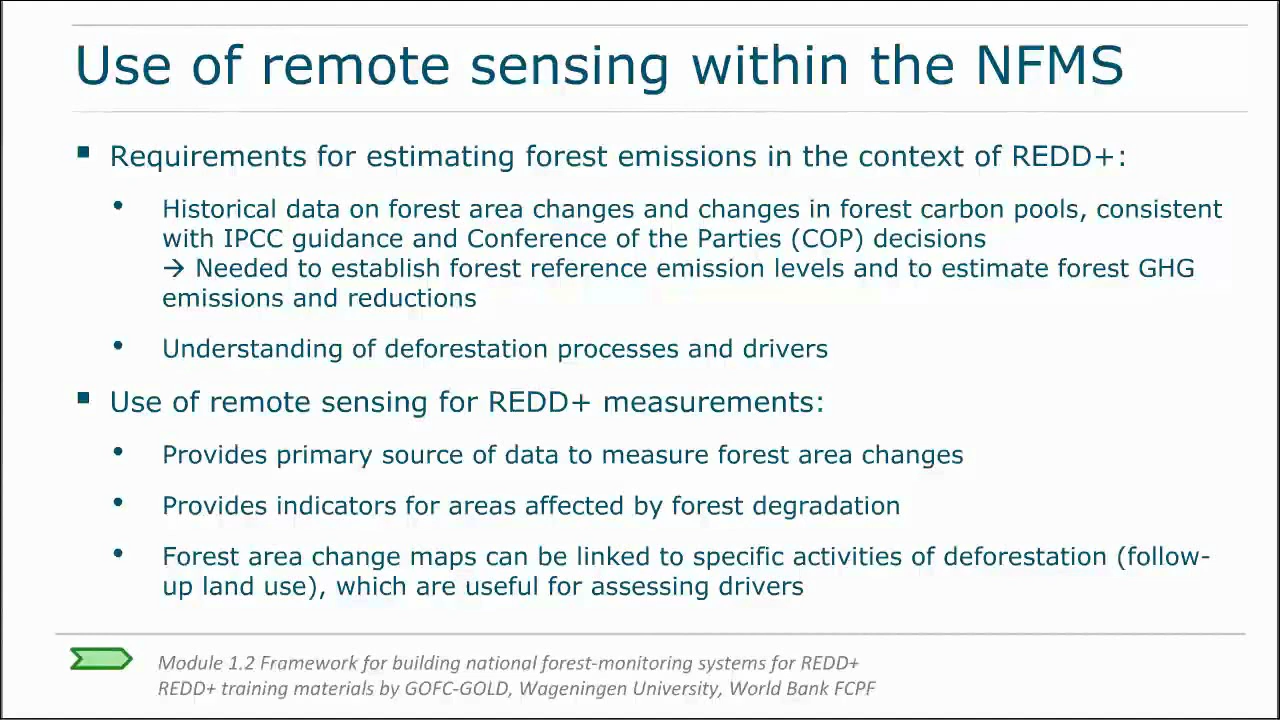 Use of remote sensing within the NFMS
▪ Requirements for estimating forest emissions in the context of REDD+:
• Historical data on forest area changes and changes in forest carbon pools, consistent
with IPCC guidance and Conference of the Parties (COP) decisions
→ Needed to establish forest reference emission levels and to estimate forest GHG
emissions and reductions
• Understanding of deforestation processes and drivers
▪ Use of remote sensing for REDD+ measurements:
• Provides primary source of data to measure forest area changes
• Provides indicators for areas affected by forest degradation
• Forest area change maps can be linked to specific activities of deforestation (follow-
up land use), which are useful for assessing drivers
Module 1.2 Framework for building national forest-monitoring systems for REDD+
REDD+ training materials by GOFC-GOLD, Wageningen University, World Bank FCPF